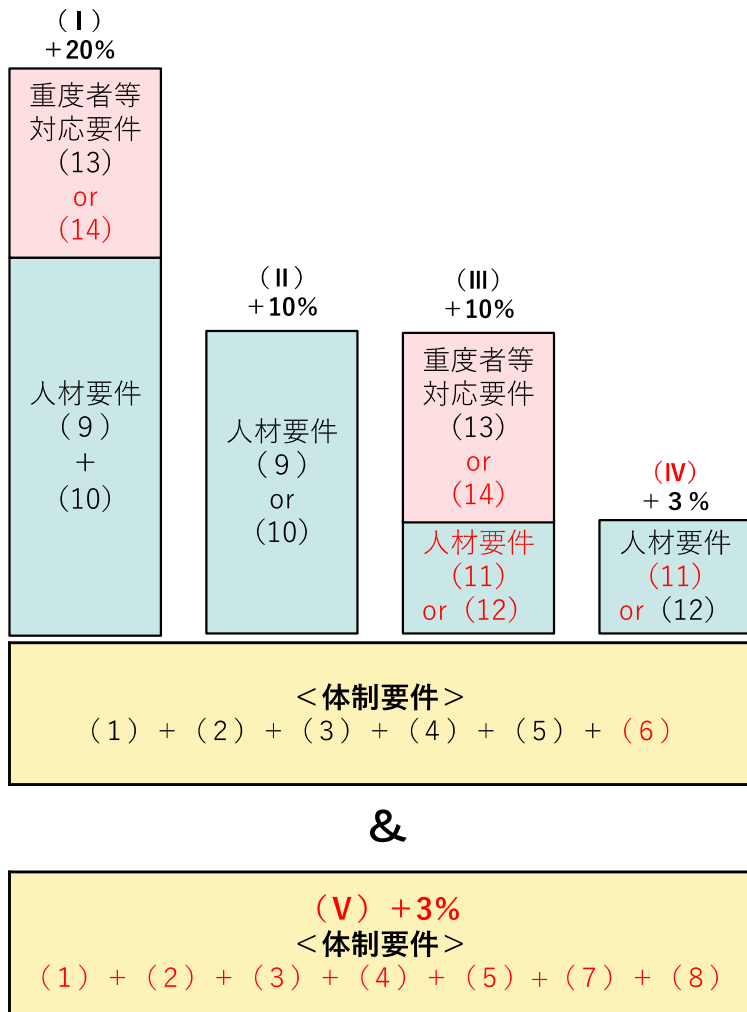 （Ⅰ）
+20%
重度者等
対応要件
（13）
or
（14）
人材要件
（９）
+
（10）
（Ⅱ）
+10%
人材要件
（９）
or
（10）
（Ⅲ）
+10%
重度者等
対応要件
（13）
or
（14）
人材要件
（11）
or（12）
（Ⅳ）
+３%
人材要件
（11）
or（12）
＜体制要件＞
（1）+（2）+（3）+（4）+（5）+（6）
&
（Ⅴ）+3%
＜体制要件＞
（1）+（2）+（3）+（4）+（5）+（7）+（8）